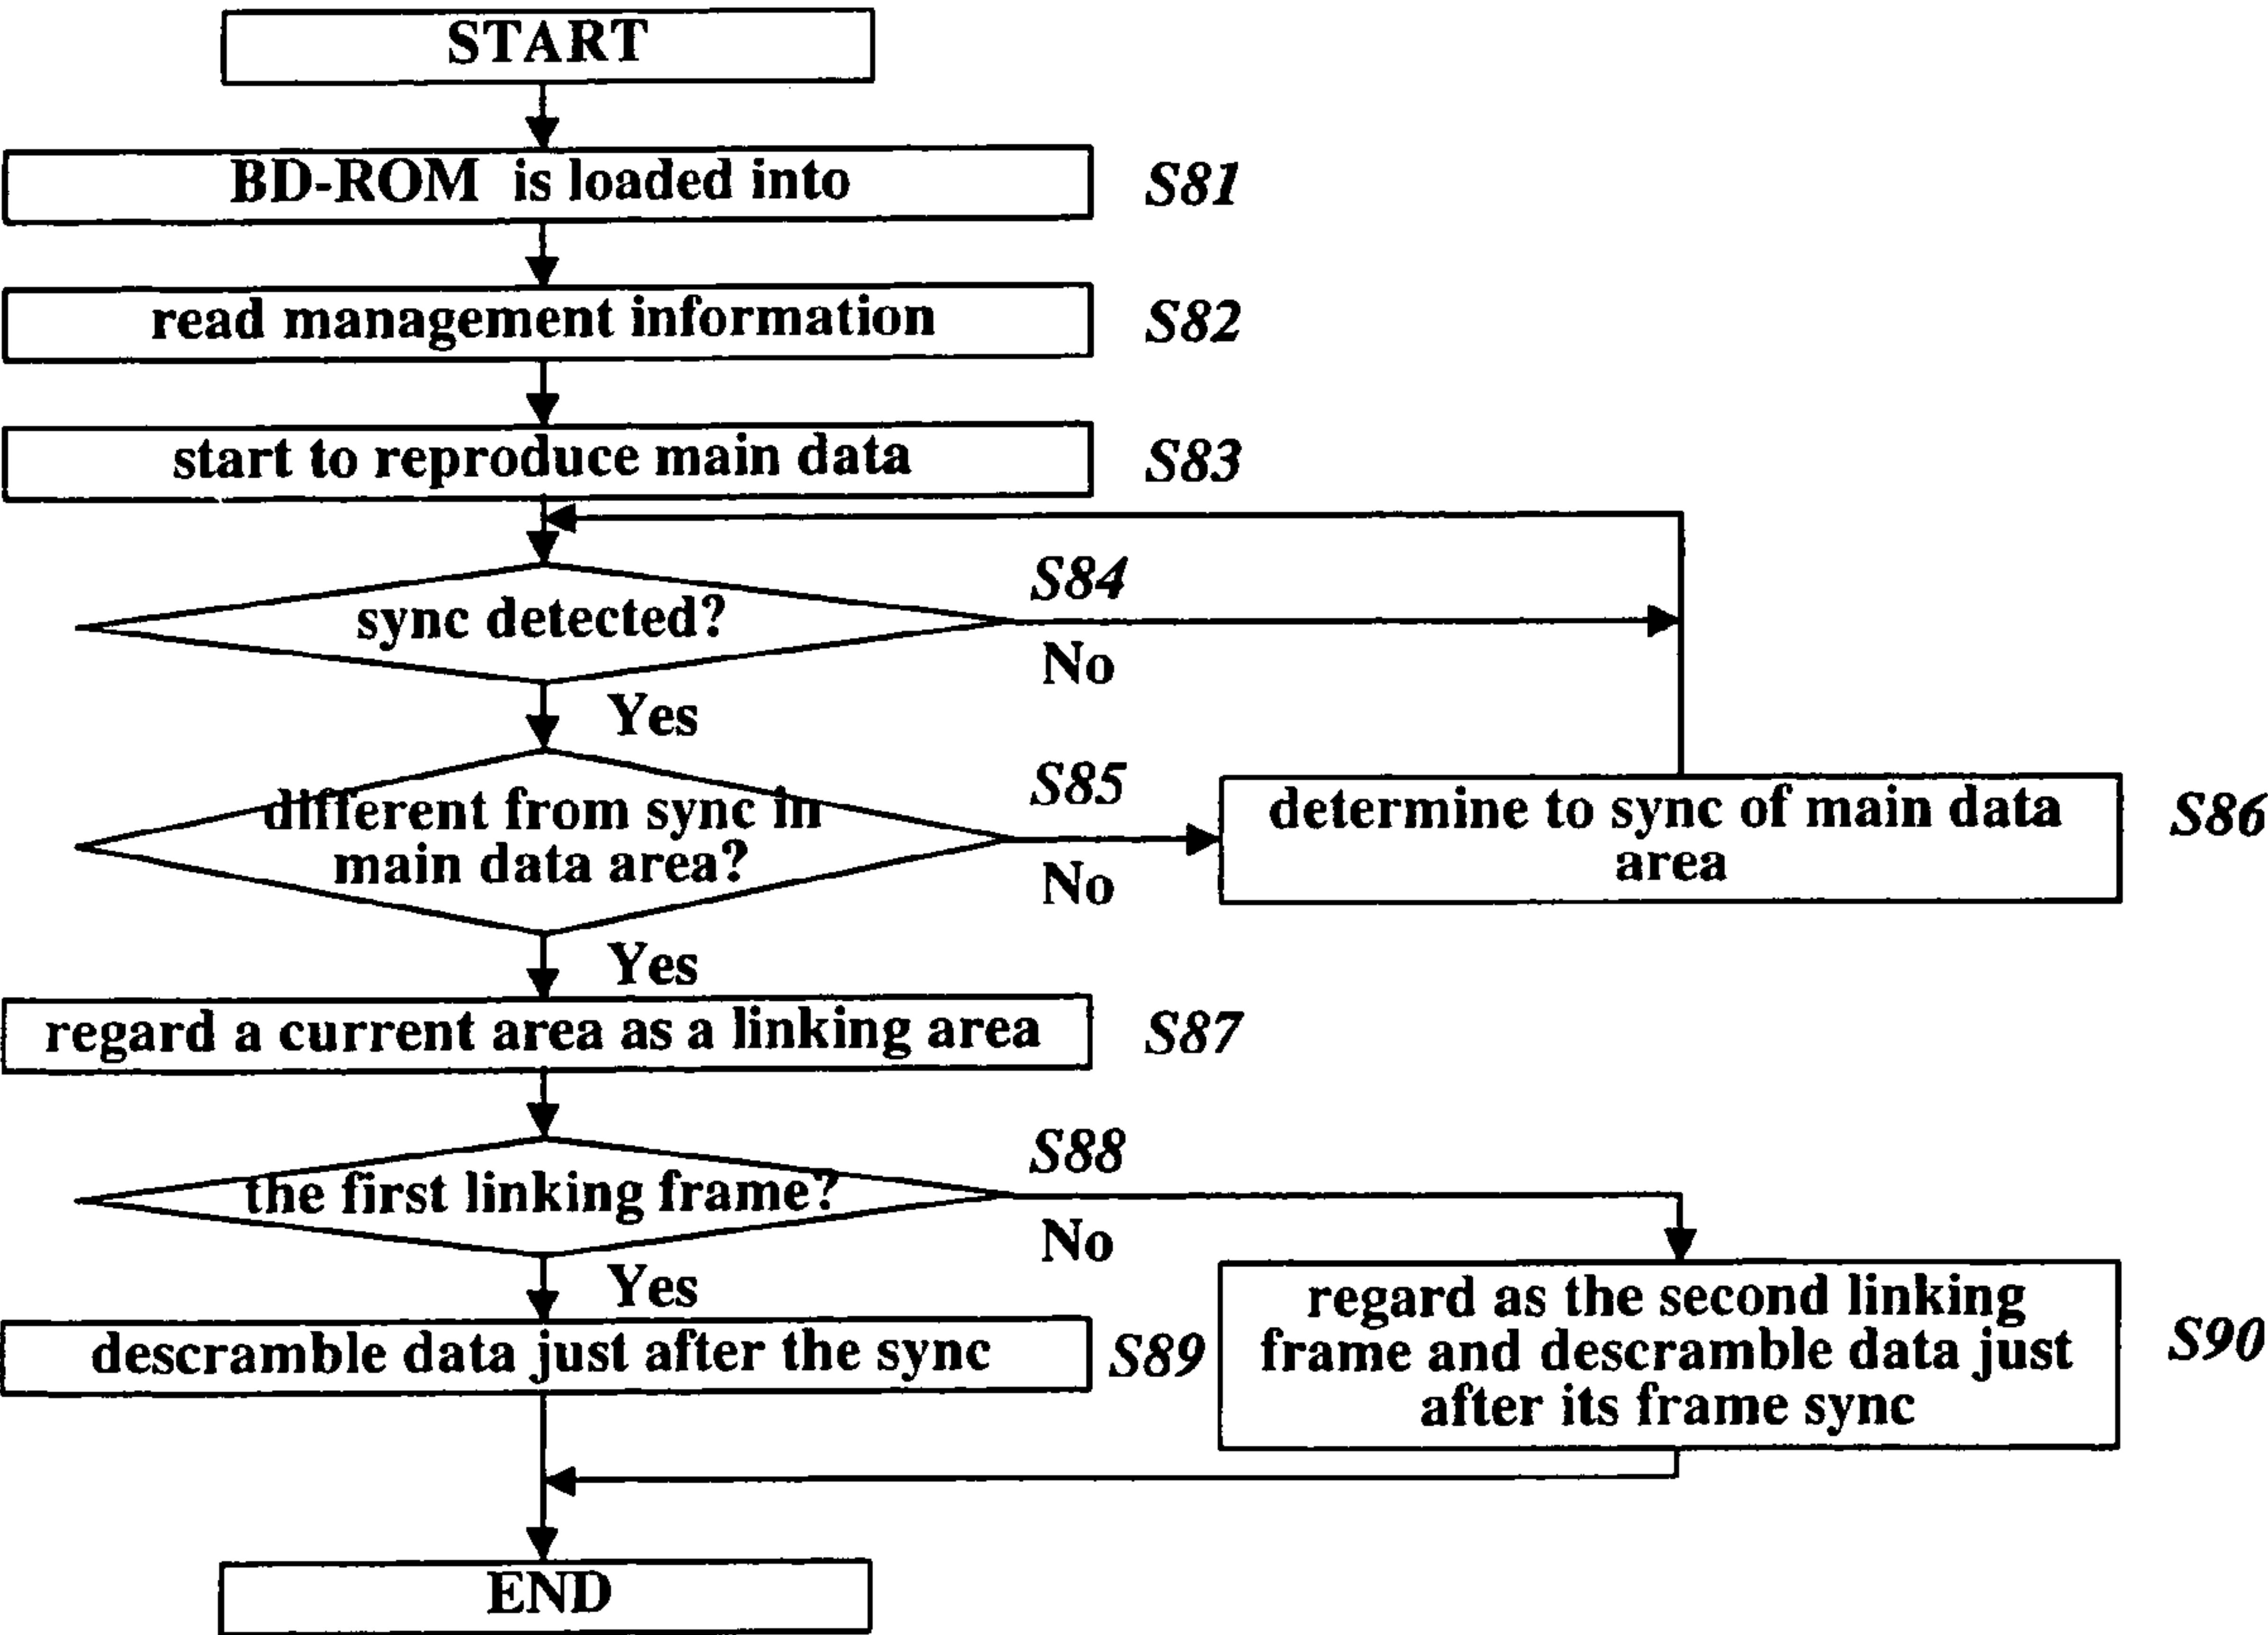 START
BD-ROM is loaded into
S81
read management information
S82
start to reproduce main data
S83
sync detected?
S84
No
Yes
different from sync in
main data area?
S85
No
determine to sync of main data
area
S86
Yes
regard a current area as a linking area
S87
the first linking frame?
S88
No
Yes
descramble data just after the sync
S89
regard as the second linking
frame and descramble data just
after its frame sync
S90
END